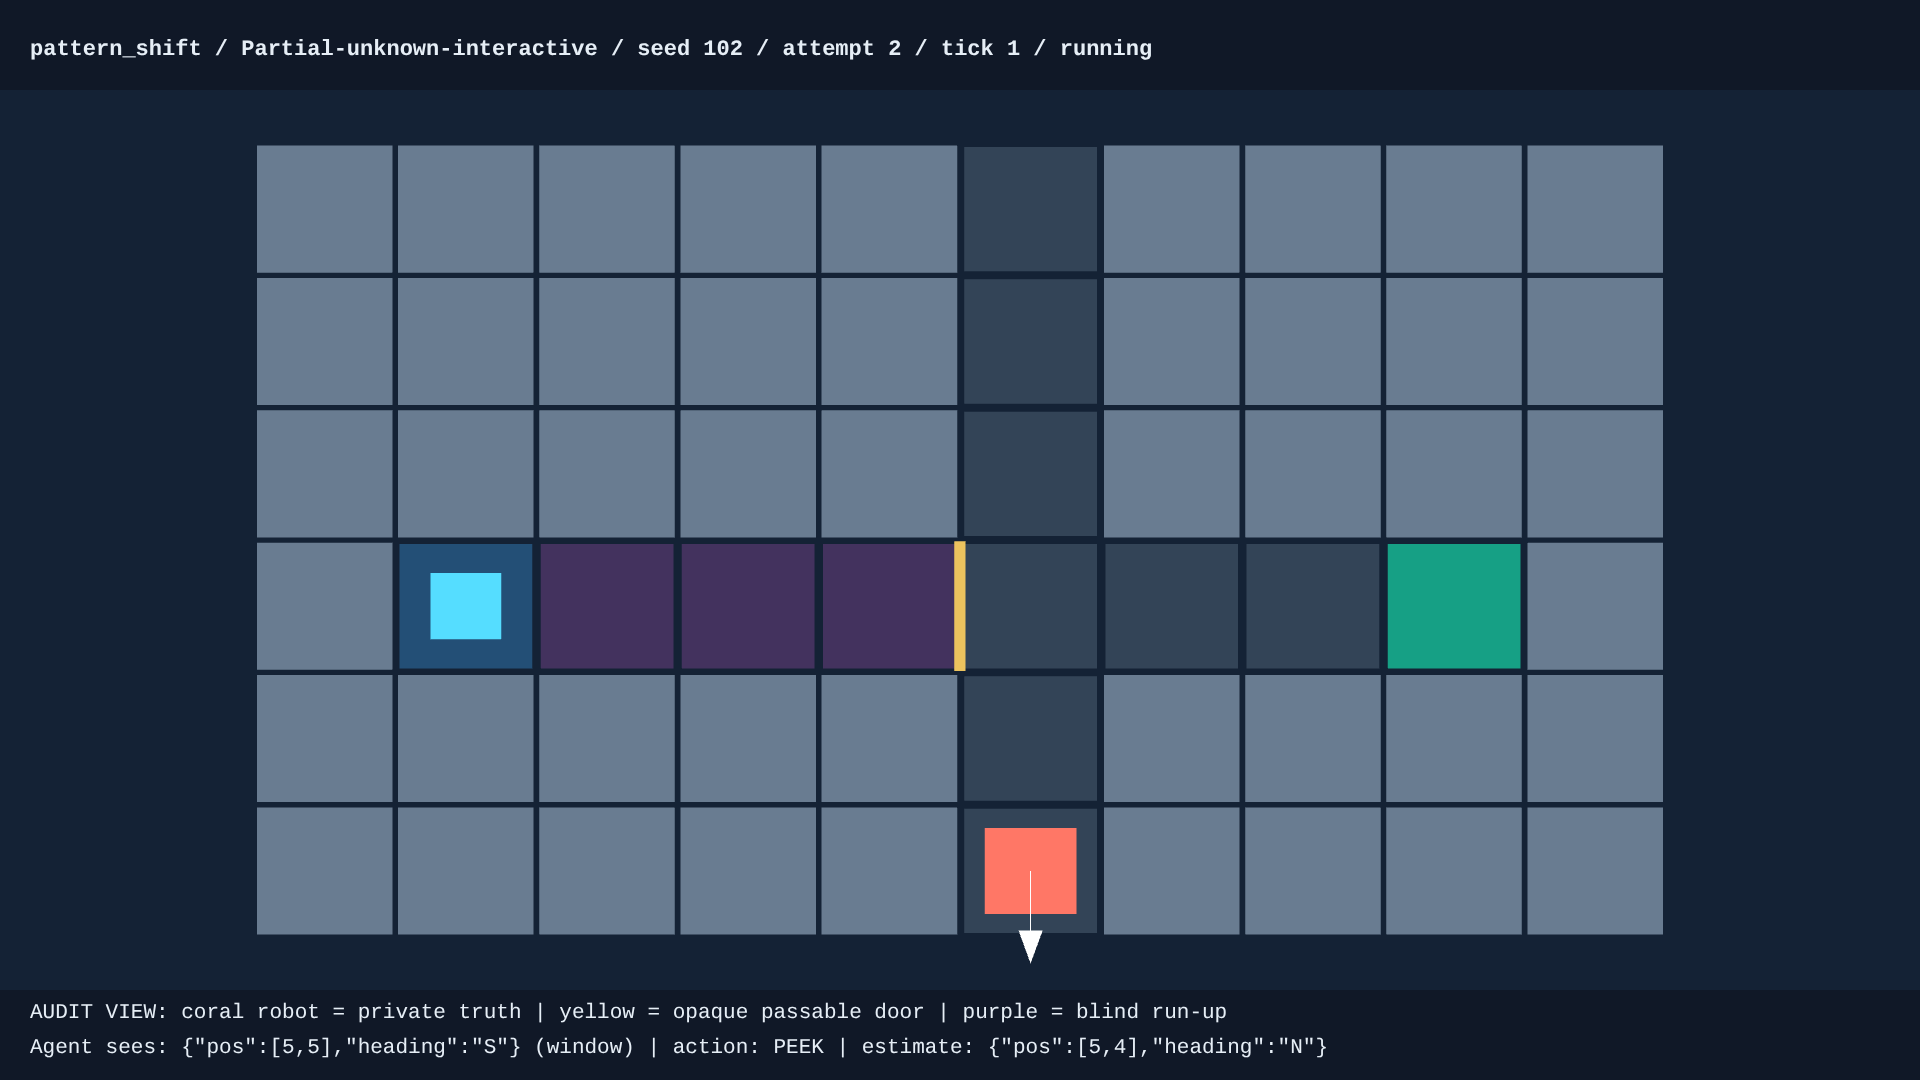 pattern_shift / Partial-unknown-interactive / seed 102 / attempt 2 / tick 1 / running
AUDIT VIEW: coral robot = private truth | yellow = opaque passable door | purple = blind run-up
Agent sees: {"pos":[5,5],"heading":"S"} (window) | action: PEEK | estimate: {"pos":[5,4],"heading":"N"}